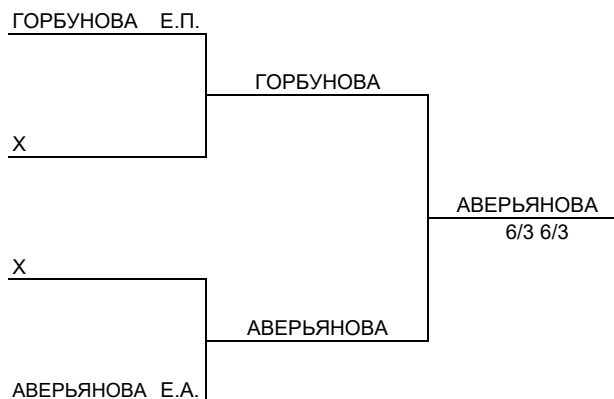 ГОРБУНОВА Е.П.
ГОРБУНОВА
Х
АВЕРЬЯНОВА
6/3 6/3
Х
АВЕРЬЯНОВА
АВЕРЬЯНОВА Е.А.